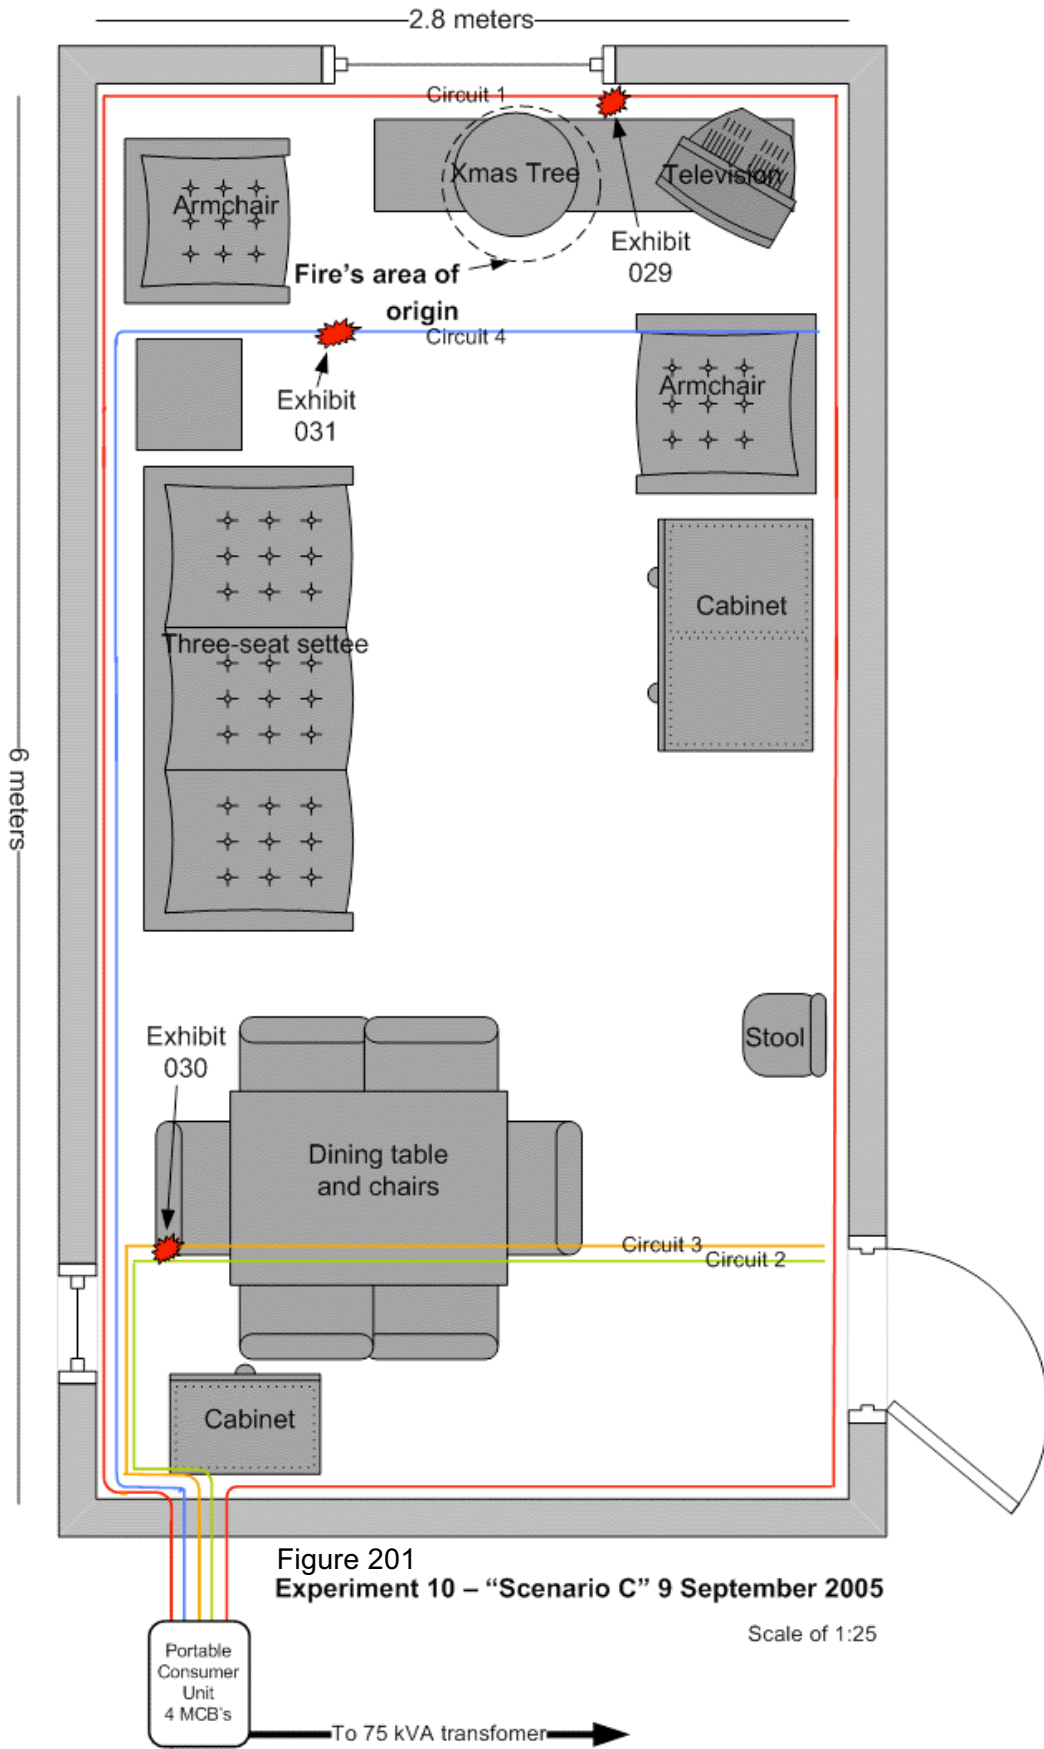 2.8 meters
Circuit 1
Xmas Tree
Television
Armchair
Exhibit
029
Fire's area of
origin
Circuit 4
Exhibit
031
Armchair
Cabinet
Three-seat settee
6 meters
Stool
Exhibit
030
Dining table
and chairs
Circuit 3
Circuit 2
Cabinet
Figure 201
Experiment 10 – “Scenario C” 9 September 2005
Scale of 1:25
Portable
Consumer
Unit
4 MCB's
To 75 kVA transfomer